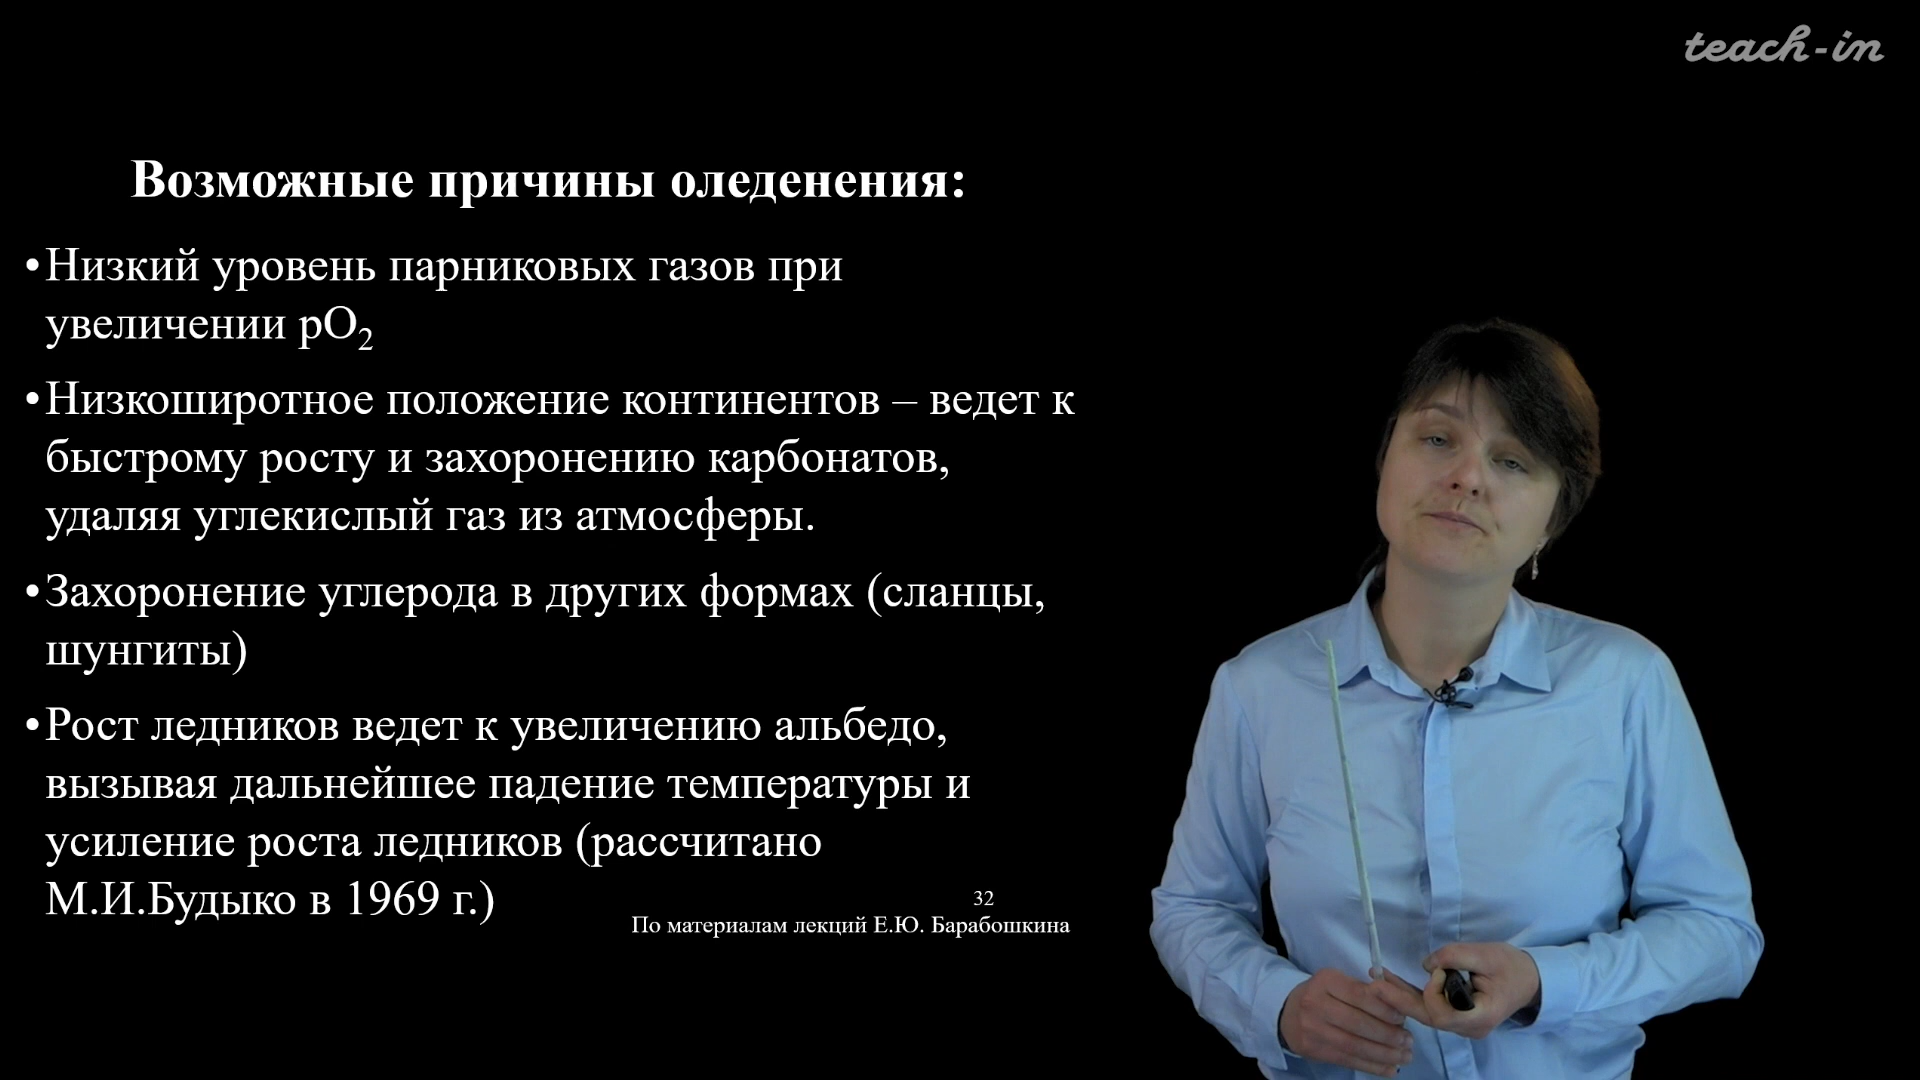 teach-in
Возможные причины оледенения:
•Низкий уровень парниковых газов при
увеличении pO₂
•Низкоширотное положение континентов – ведет к
быстрому росту и захоронению карбонатов,
удаляя углекислый газ из атмосферы.
•Захоронение углерода в других формах (сланцы,
шунгиты)
•Рост ледников ведет к увеличению альбедо,
вызывая дальнейшее падение температуры и
усиление роста ледников (рассчитано
М.И.Будыко в 1969 г.)
32
По материалам лекций Е.Ю. Барабошкина